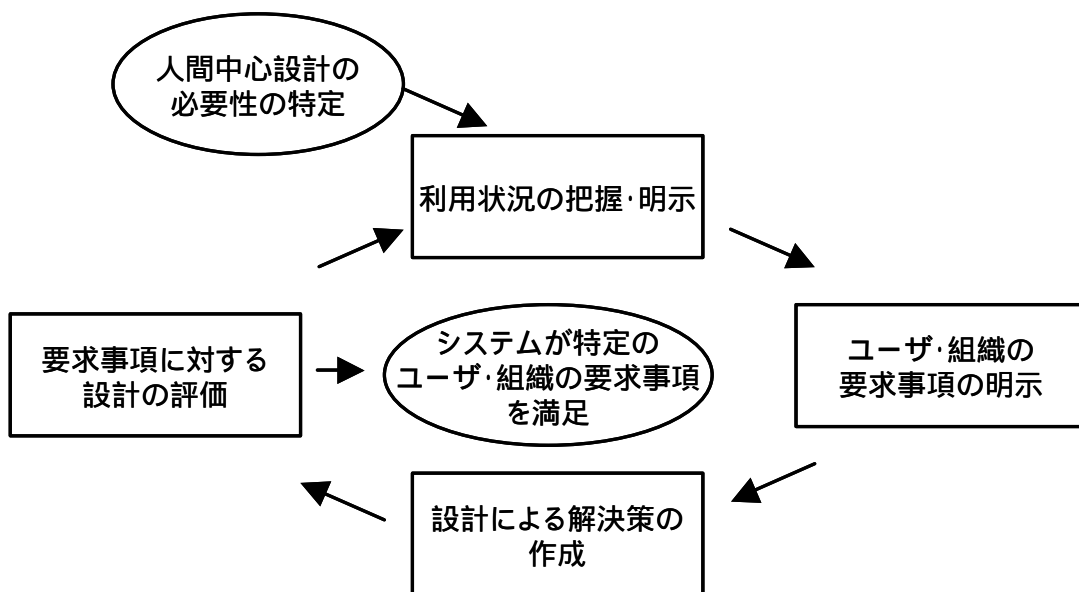 人間中心設計の
必要性の特定
利用状況の把握･明示
ユーザ･組織の
要求事項の明示
設計による解決策の
作成
要求事項に対する
設計の評価
システムが特定の
ユーザ･組織の要求事項
を満足